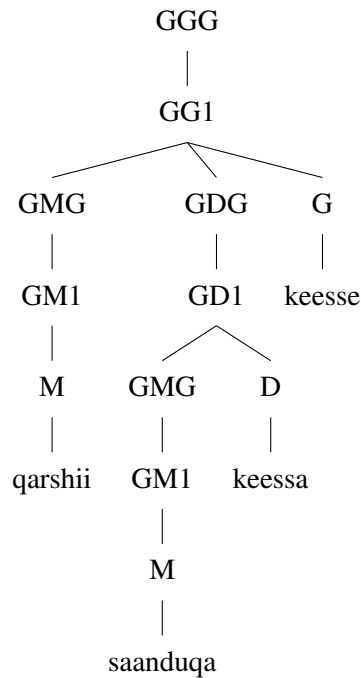 GGG
GG1
GMG GDG G
GM1 GD1 keesse
M GMG D
qarshii GM1 keessa
M
saanduqa